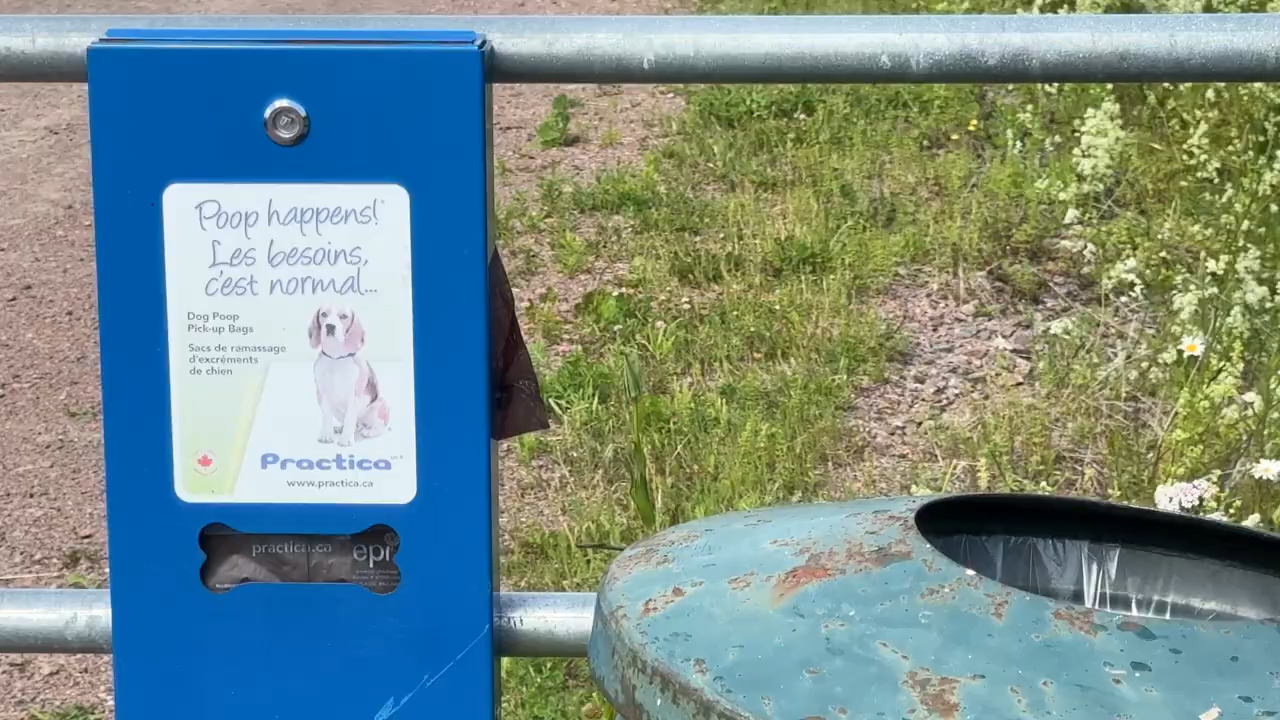 Poop happens!
Les besoins,
c'est normal...
Dog Poop
Pick-up Bags
Sacs de ramassage
d'excréments
de chien
Practica
www.practica.ca
practica.ca
epi